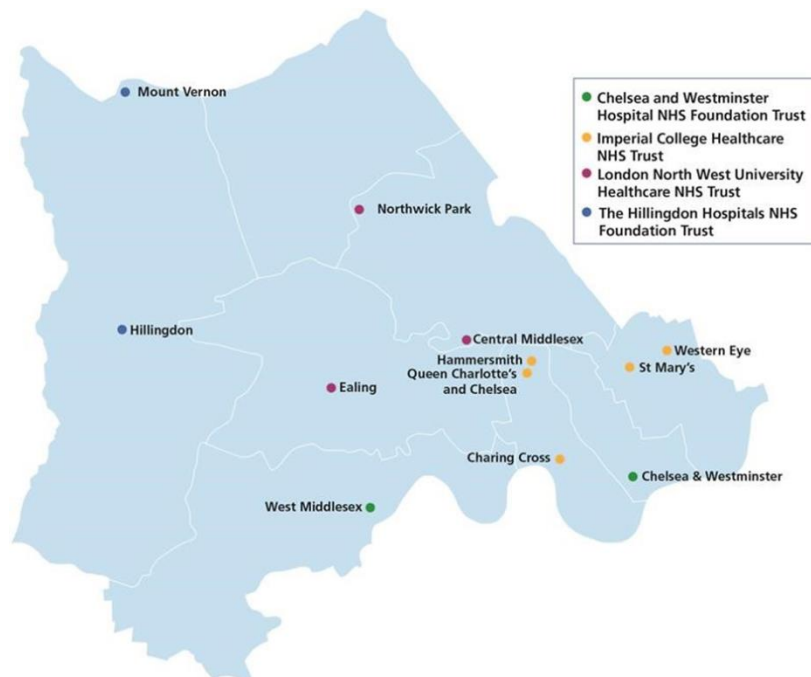 Mount Vernon
Chelsea and Westminster
Hospital NHS Foundation Trust
Imperial College Healthcare
NHS Trust
London North West University
Healthcare NHS Trust
The Hillingdon Hospitals NHS
Foundation Trust
Northwick Park
Hillingdon
Central Middlesex
Hammersmith
Queen Charlotte's
and Chelsea
Western Eye
St Mary's
Ealing
Charing Cross
Chelsea & Westminster
West Middlesex